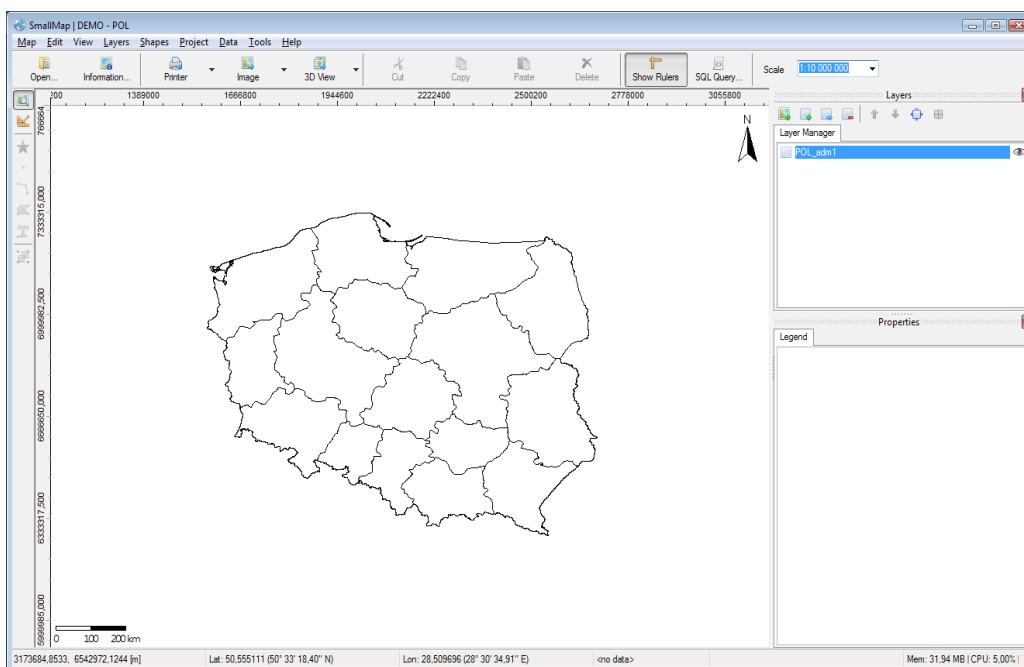 SmallMap | DEMO - POL
Map Edit View Layers Shapes Project Data Tools Help
Open... Information... Printer Image 3D View Cut Copy Paste Delete Show Rulers SQL Query... Scale 1:10 000 000
200 1389000 1666800 1944600 2222400 2500200 2778000 3055800
Layers
766664
N
Layer Manager
POL_adm1
7333315,000
6999982,500
Properties
Legend
6666650,000
6333317,500
5999985,000
0 100 200 km
3173684,8533, 6542972,1244 [m] Lat: 50,555111 (50° 33' 18,40" N) Lon: 28,509696 (28° 30' 34,91" E) <no data> Mem: 31,94 MB | CPU: 5,00% |